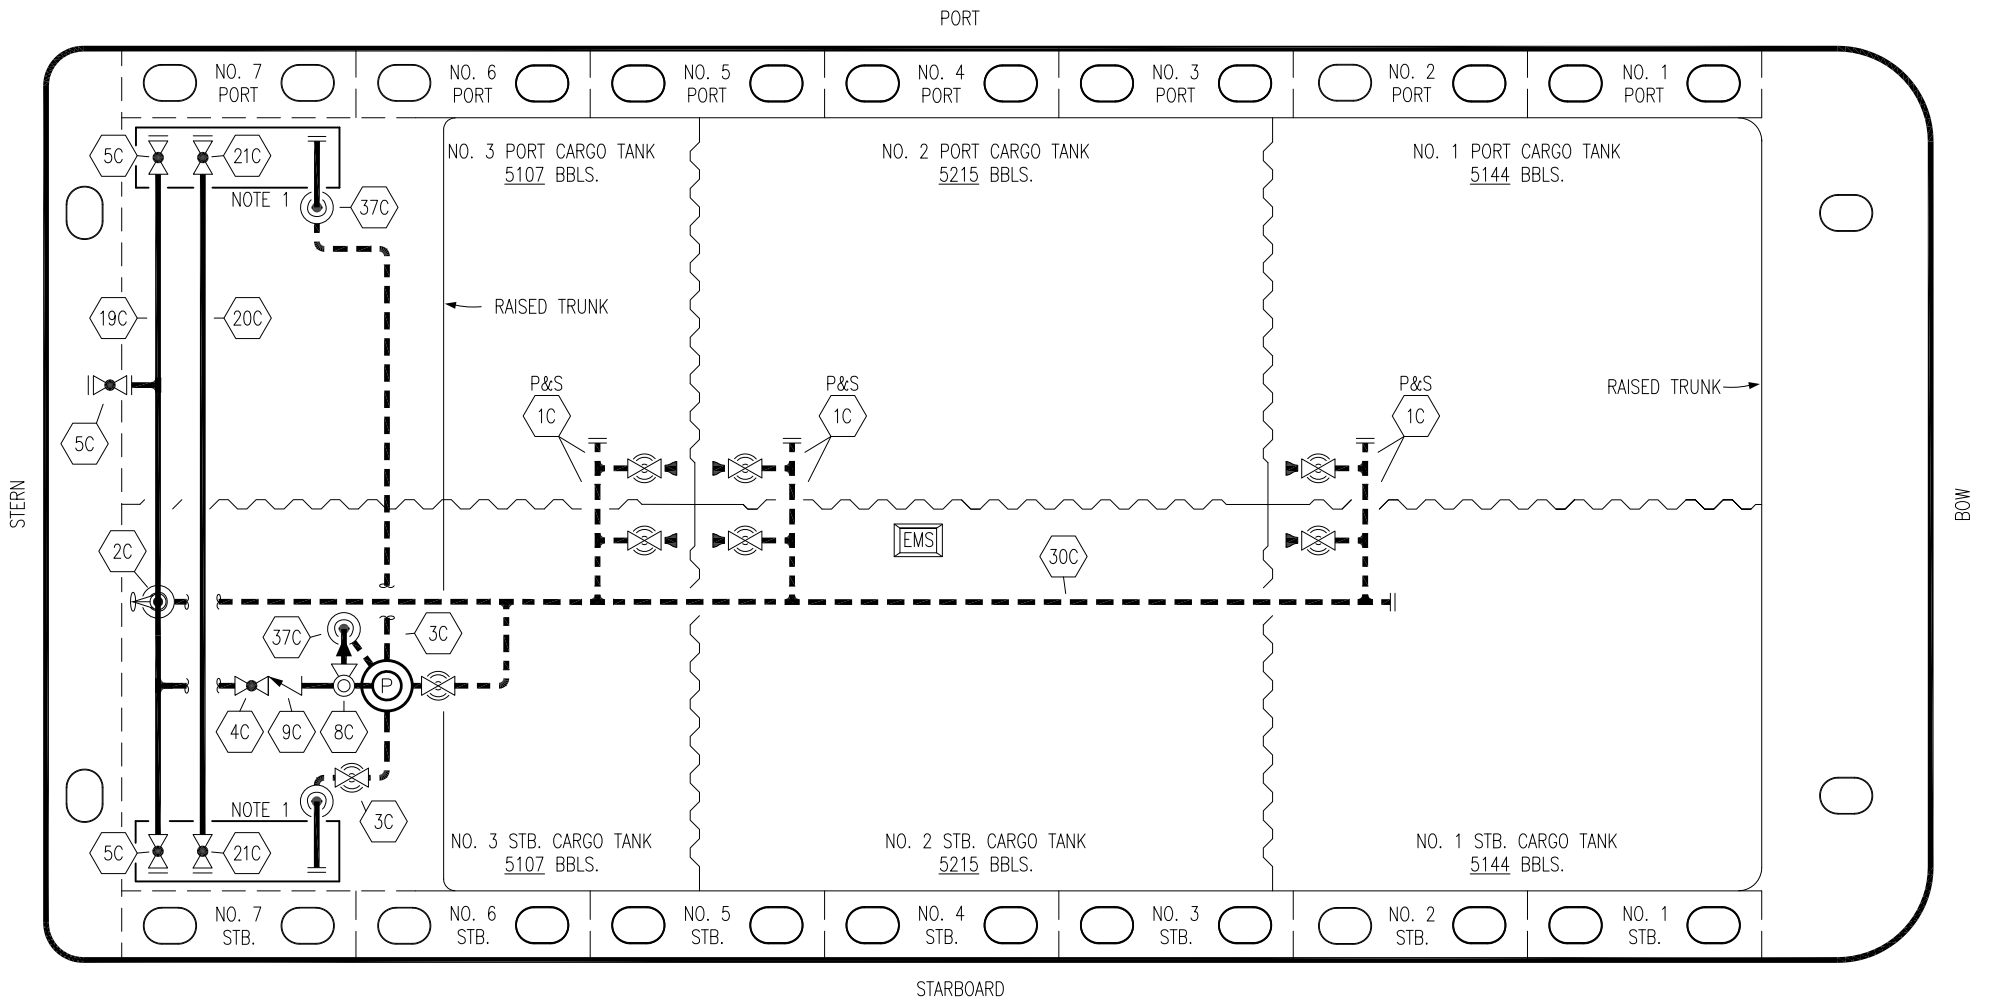 PORT
NO. 7
PORT
NO. 6
PORT
NO. 5
PORT
NO. 4
PORT
NO. 3
PORT
NO. 2
PORT
NO. 1
PORT
5C
21C
NOTE 1
37C
NO. 3 PORT CARGO TANK
5107 BBLS.
NO. 2 PORT CARGO TANK
5215 BBLS.
NO. 1 PORT CARGO TANK
5144 BBLS.
19C
20C
RAISED TRUNK
5C
P&S
1C
P&S
1C
P&S
1C
RAISED TRUNK
STERN
BOW
2C
EMS
30C
37C
3C
P
4C
9C
8C
NOTE 1
3C
5C
21C
NO. 3 STB. CARGO TANK
5107 BBLS.
NO. 2 STB. CARGO TANK
5215 BBLS.
NO. 1 STB. CARGO TANK
5144 BBLS.
NO. 7
STB.
NO. 6
STB.
NO. 5
STB.
NO. 4
STB.
NO. 3
STB.
NO. 2
STB.
NO. 1
STB.
STARBOARD